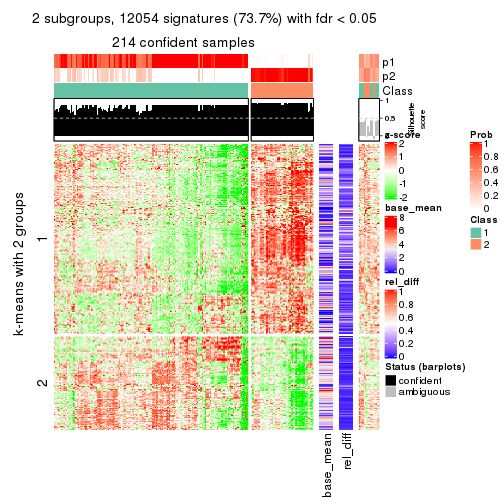 2 subgroups, 12054 signatures (73.7%) with fdr < 0.05
214 confident samples
p1
p2
Class
1
0.5
0
Silhouette
score
k-means with 2 groups
1
2
base_mean
rel_diff
z-score
2
1
0
-1
-2
base_mean
8
6
4
2
0
rel_diff
1
0.8
0.6
0.4
0.2
0
Status (barplots)
confident
ambiguous
Prob
1
0.8
0.6
0.4
0.2
0
Class
1
2